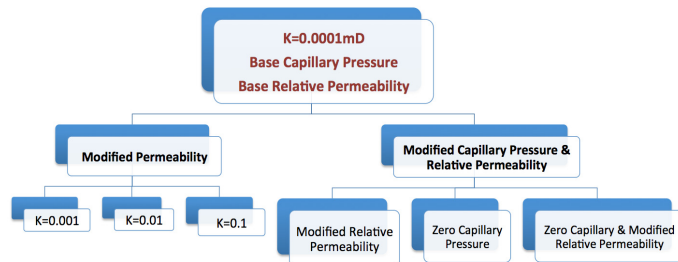 K=0.0001mD
Base Capillary Pressure
Base Relative Permeability
Modified Permeability
Modified Capillary Pressure &
Relative Permeability
K=0.001
K=0.01
K=0.1
Modified Relative
Permeability
Zero Capillary
Pressure
Zero Capillary & Modified
Relative Permeability